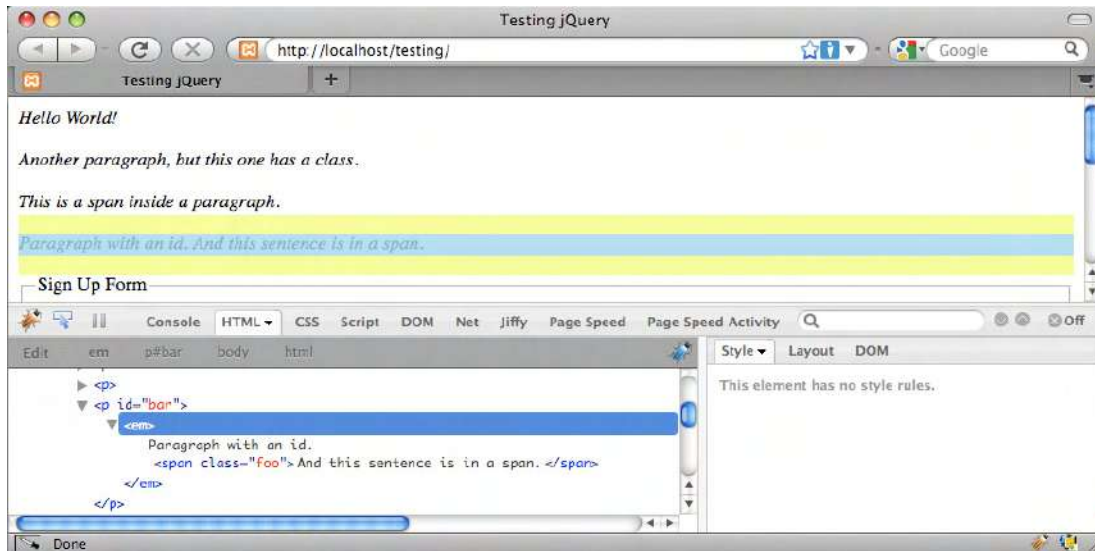 Testing jQuery
http://localhost/testing/
Google
Testing jQuery
+
Hello World!
Another paragraph, but this one has a class.
This is a span inside a paragraph.
Paragraph with an id. And this sentence is in a span.
Sign Up Form
Console HTML CSS Script DOM Net Jiffy Page Speed Page Speed Activity Off
Edit em p#bar body html
Style Layout DOM
<p>
This element has no style rules.
<p id="bar">
<em>
Paragraph with an id.
<span class="foo"> And this sentence is in a span. </span>
</em>
</p>
Done